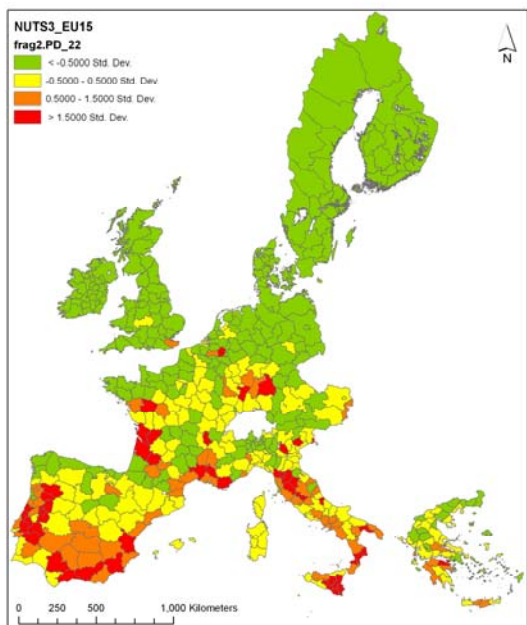 NUTS3_EU15
frag2.PD_22
< -0.5000 Std. Dev.
-0.5000 - 0.5000 Std. Dev.
0.5000 - 1.5000 Std. Dev.
> 1.5000 Std. Dev.
N
0 250 500 1,000 Kilometers